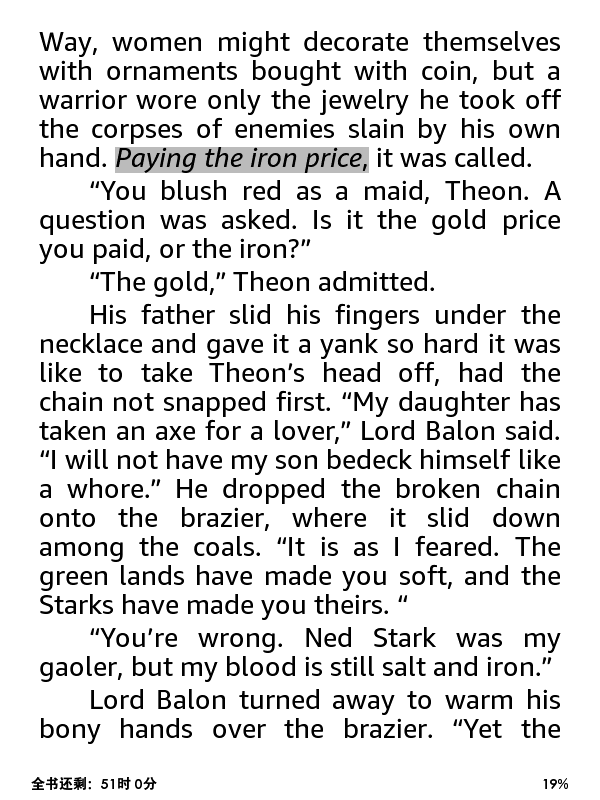 Way, women might decorate themselves
with ornaments bought with coin, but a
warrior wore only the jewelry he took off
the corpses of enemies slain by his own
hand. Paying the iron price, it was called.
“You blush red as a maid, Theon. A
question was asked. Is it the gold price
you paid, or the iron?”
“The gold,” Theon admitted.
His father slid his fingers under the
necklace and gave it a yank so hard it was
like to take Theon’s head off, had the
chain not snapped first. “My daughter has
taken an axe for a lover,” Lord Balon said.
“I will not have my son bedeck himself like
a whore.” He dropped the broken chain
onto the brazier, where it slid down
among the coals. “It is as I feared. The
green lands have made you soft, and the
Starks have made you theirs. “
“You’re wrong. Ned Stark was my
gaoler, but my blood is still salt and iron.”
Lord Balon turned away to warm his
bony hands over the brazier. “Yet the
全书还剩：51时 0分 19%